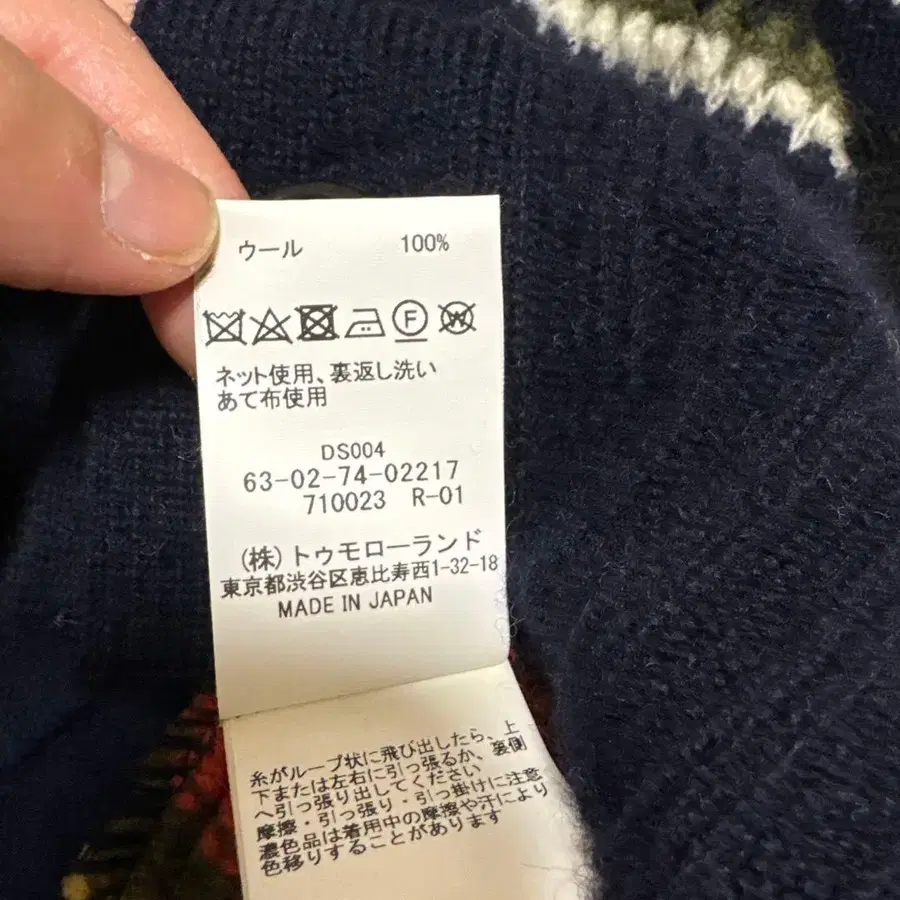 ウール 100%
F W
ネット使用、裏返し洗い
あて布使用
DS004
63-02-74-02217
710023 R-01
(株)トゥモローランド
東京都渋谷区恵比寿西1-32-18
MADE IN JAPAN
糸がループ状に飛び出したら、上
下または左右に引っ張るか、裏側
へ引っ張り出してください
摩擦・引っ張り・引っ掛けに注意
濃色品は着用中の摩擦や汗により
色移りすることがあります